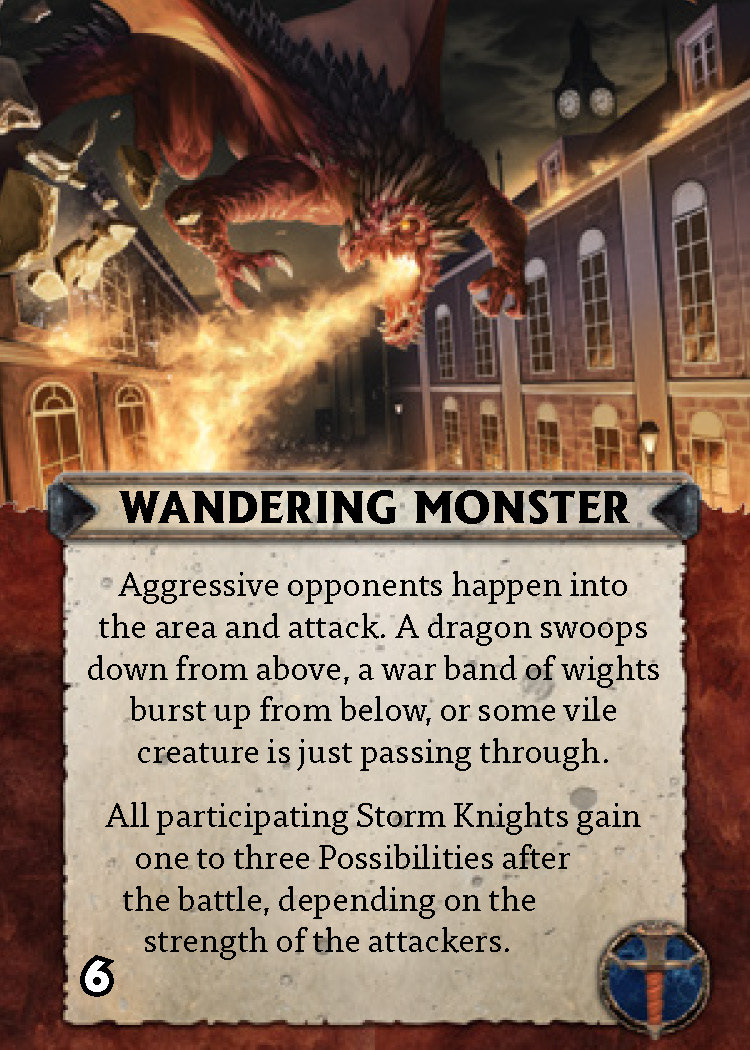 WANDERING MONSTER
Aggressive opponents happen into
the area and attack. A dragon swoops
down from above, a war band of wights
burst up from below, or some vile
creature is just passing through.
All participating Storm Knights gain
one to three Possibilities after
the battle, depending on the
strength of the attackers.
6